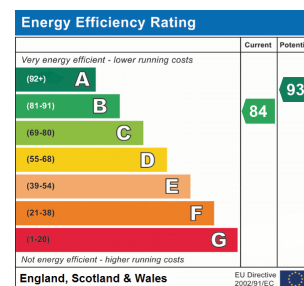 Energy Efficiency Rating
Current Potenti
Very energy efficient - lower running costs
(92+) A
93
(81-91) B
84
(69-80) C
(55-68) D
(39-54) E
(21-38) F
(1-20) G
Not energy efficient - higher running costs
England, Scotland & Wales
EU Directive
2002/91/EC